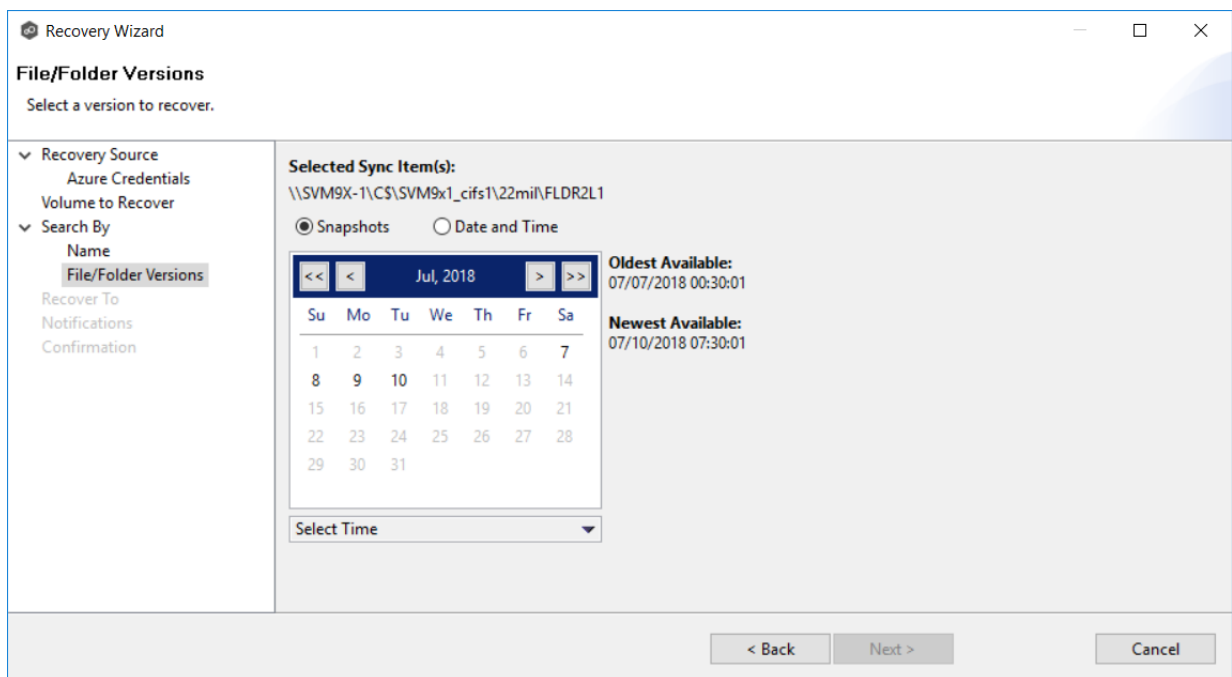 Recovery Wizard
File/Folder Versions
Select a version to recover.
Recovery Source
Azure Credentials
Volume to Recover
Search By
Name
File/Folder Versions
Recover To
Notifications
Confirmation
Selected Sync Item(s):
\\SVM9X-1\C$\SVM9x1_cifs1\22mil\FLDR2L1
Snapshots Date and Time
<< < Jul, 2018 > >>
Su Mo Tu We Th Fr Sa
1 2 3 4 5 6 7
8 9 10 11 12 13 14
15 16 17 18 19 20 21
22 23 24 25 26 27 28
29 30 31
Select Time
Oldest Available:
07/07/2018 00:30:01
Newest Available:
07/10/2018 07:30:01
< Back Next > Cancel